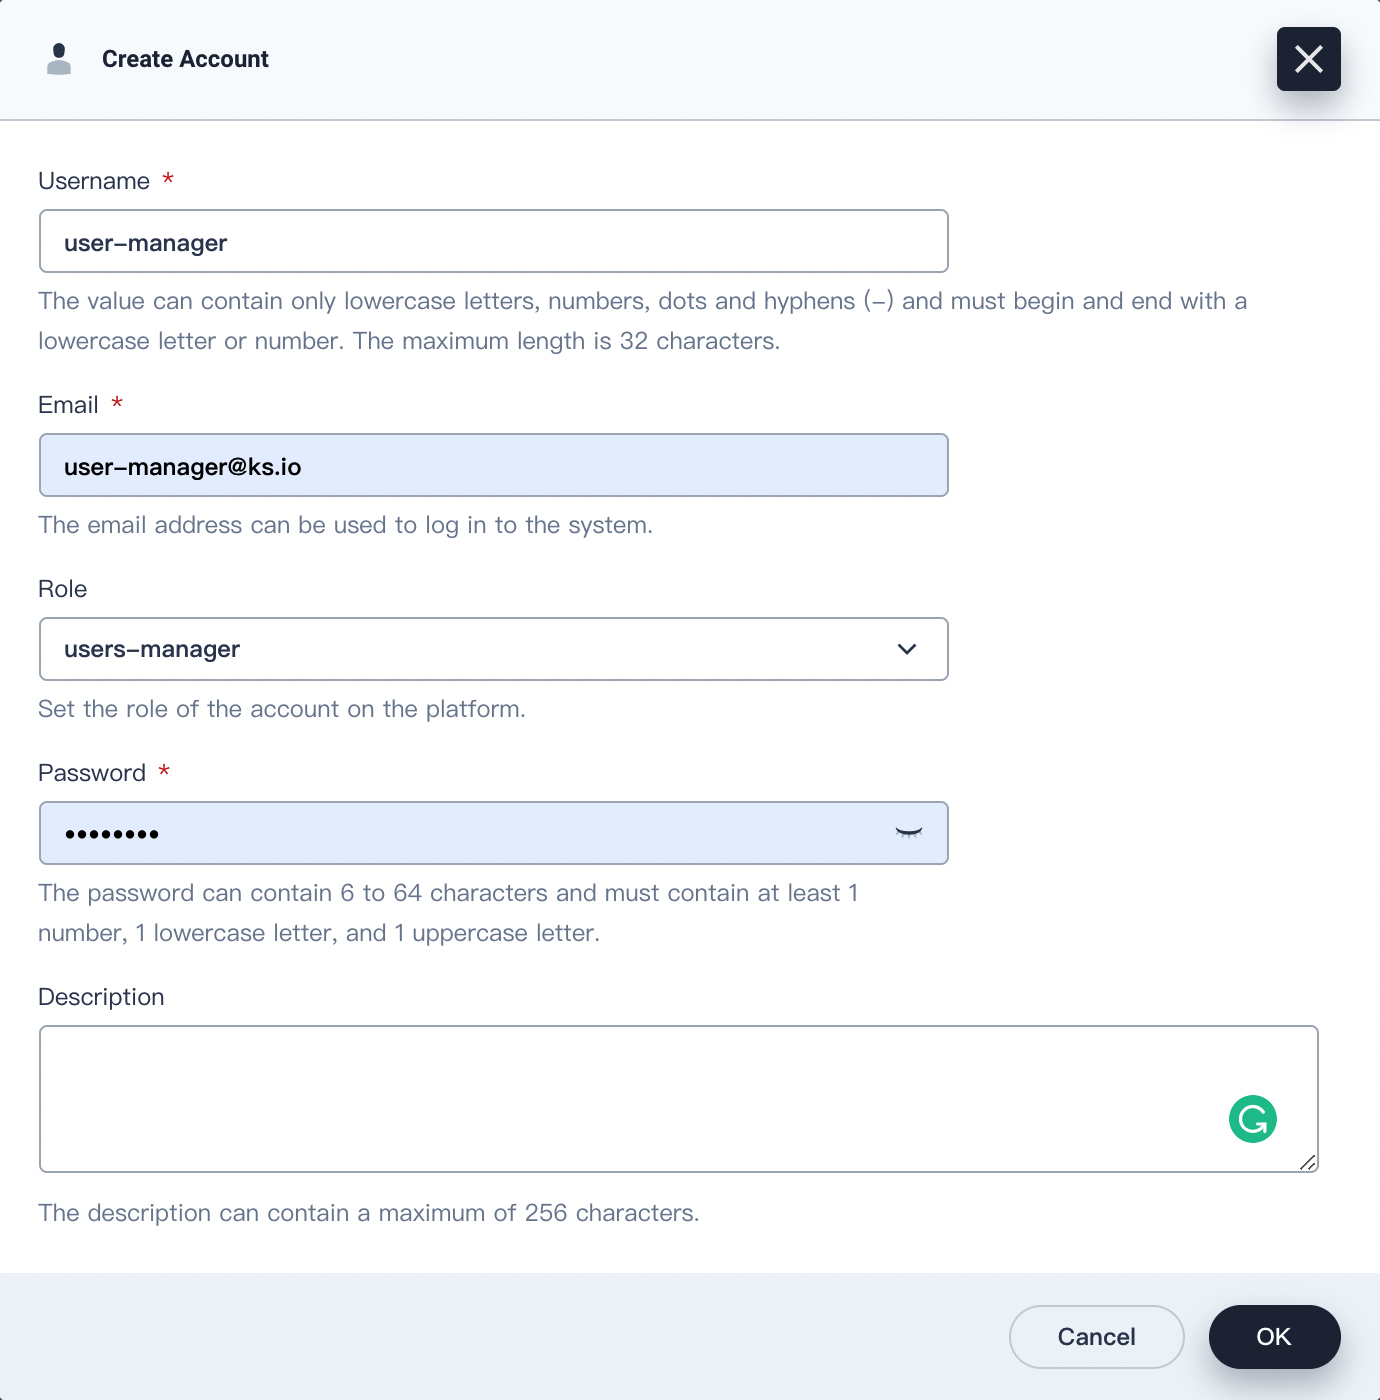 Create Account
Username *
user-manager
The value can contain only lowercase letters, numbers, dots and hyphens (-) and must begin and end with a
lowercase letter or number. The maximum length is 32 characters.
Email *
user-manager@ks.io
The email address can be used to log in to the system.
Role
users-manager
Set the role of the account on the platform.
Password *
••••••••
The password can contain 6 to 64 characters and must contain at least 1
number, 1 lowercase letter, and 1 uppercase letter.
Description
The description can contain a maximum of 256 characters.
Cancel OK